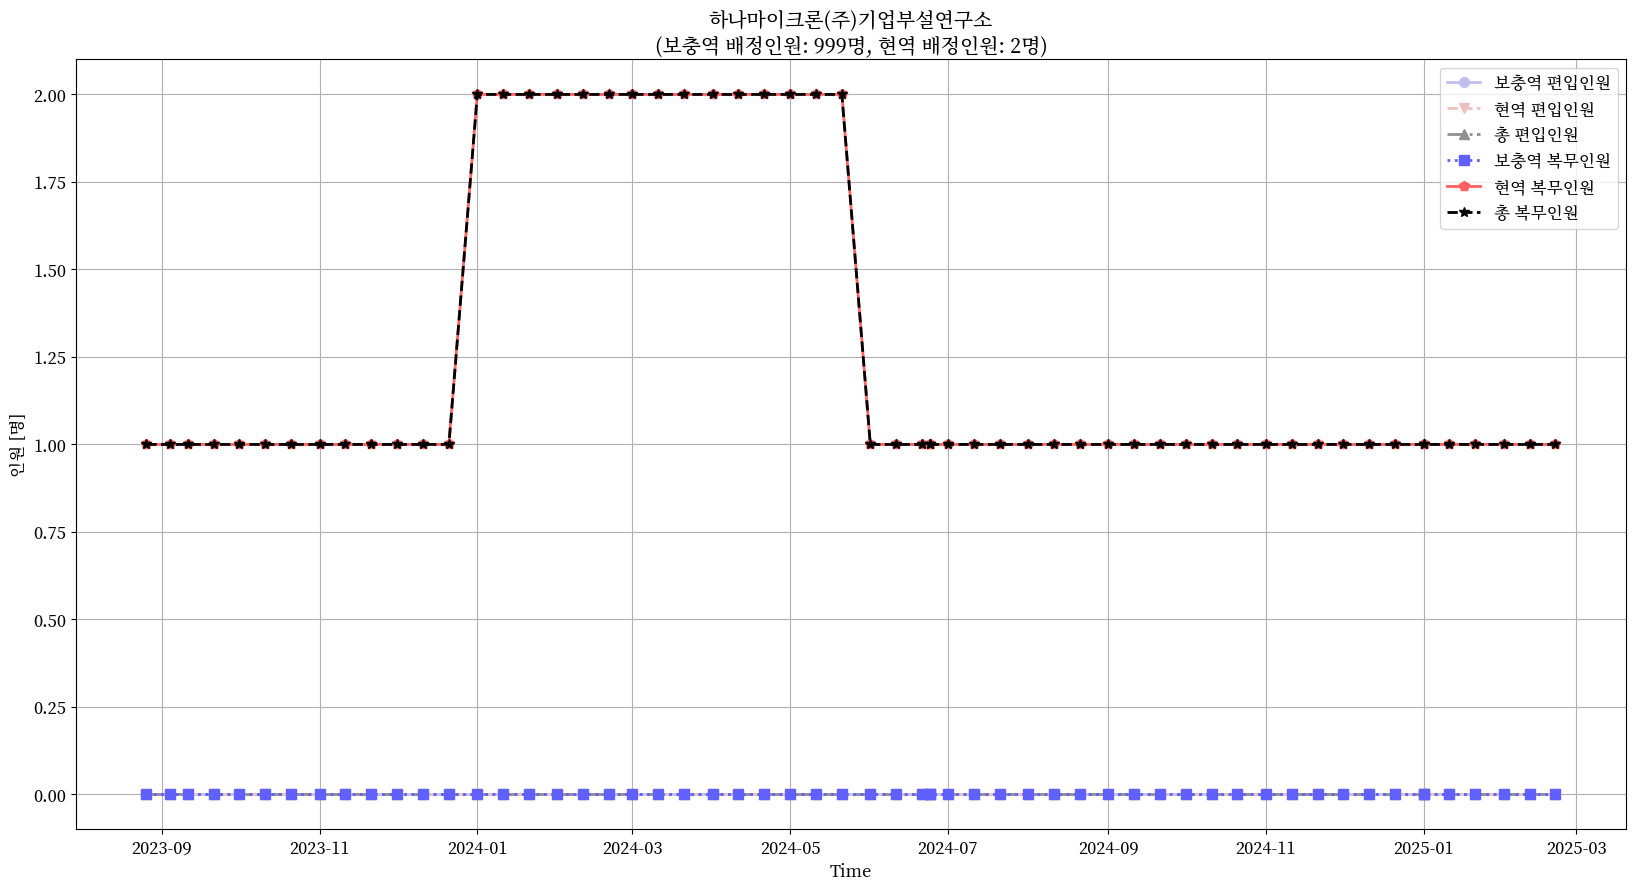 하나마이크론(주)기업부설연구소
(보충역 배정인원: 999명, 현역 배정인원: 2명)
보충역 편입인원
현역 편입인원
총 편입인원
보충역 복무인원
현역 복무인원
총 복무인원
인원 [명]
2.00
1.75
1.50
1.25
1.00
0.75
0.50
0.25
0.00
2023-09 2023-11 2024-01 2024-03 2024-05 2024-07 2024-09 2024-11 2025-01 2025-03
Time